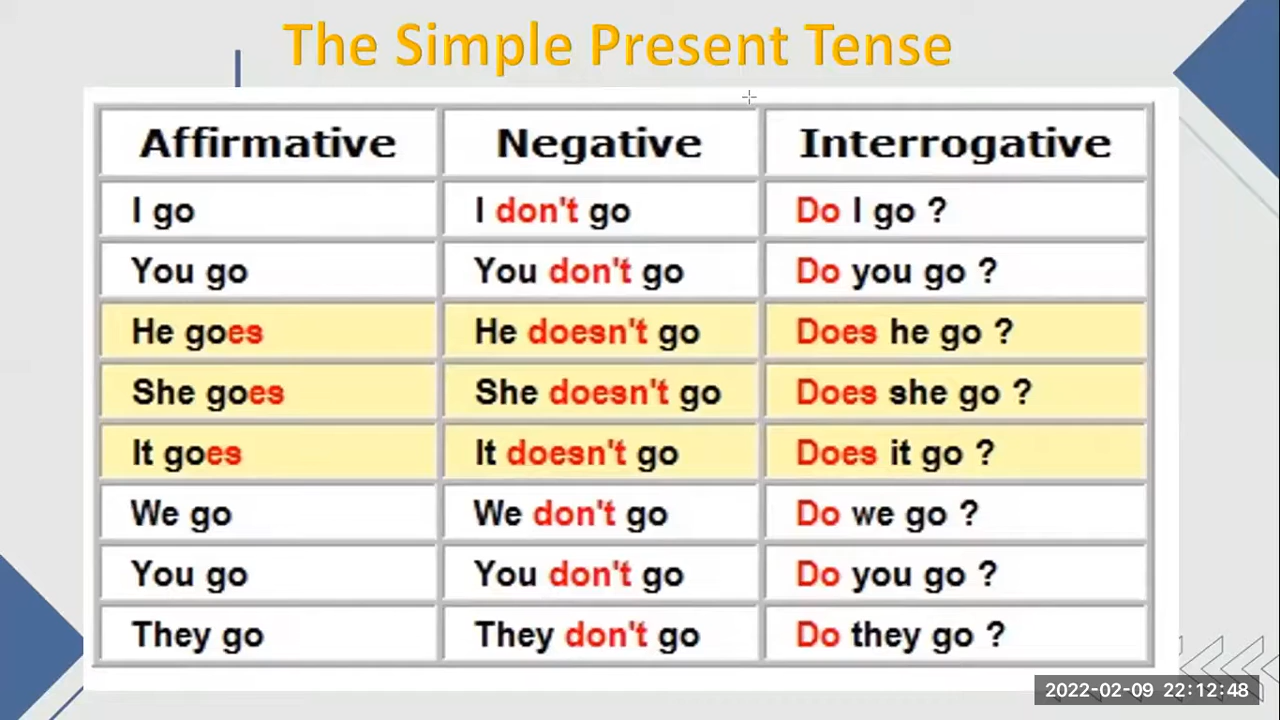 The Simple Present Tense
Affirmative Negative Interrogative
I go I don't go Do I go ?
You go You don't go Do you go ?
He goes He doesn't go Does he go ?
She goes She doesn't go Does she go ?
It goes It doesn't go Does it go ?
We go We don't go Do we go ?
You go You don't go Do you go ?
They go They don't go Do they go ?
2022-02-09 22:12:48